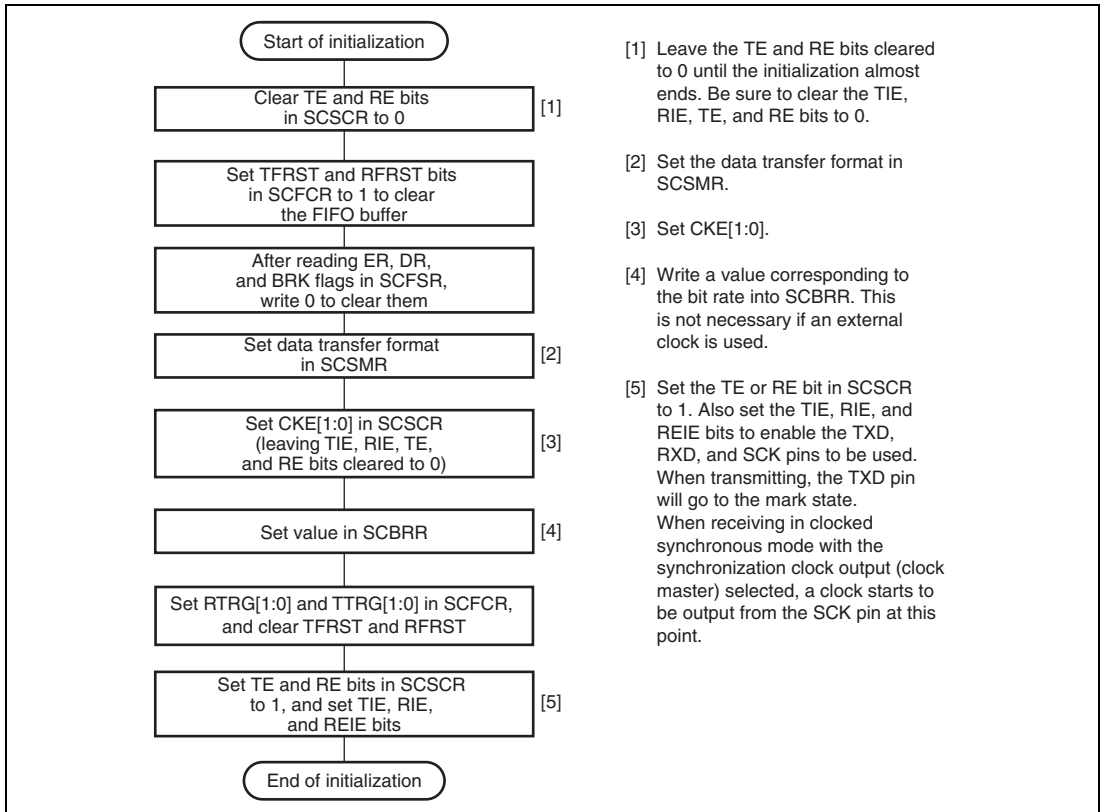 Start of initialization
Clear TE and RE bits
in SCSCR to 0
[1]
Set TFRST and RFRST bits
in SCFCR to 1 to clear
the FIFO buffer
After reading ER, DR,
and BRK flags in SCFSR,
write 0 to clear them
Set data transfer format
in SCSMR
[2]
Set CKE[1:0] in SCSCR
(leaving TIE, RIE, TE,
and RE bits cleared to 0)
[3]
Set value in SCBRR
[4]
Set RTRG[1:0] and TTRG[1:0] in SCFCR,
and clear TFRST and RFRST
Set TE and RE bits in SCSCR
to 1, and set TIE, RIE,
and REIE bits
[5]
End of initialization
[1] Leave the TE and RE bits cleared
to 0 until the initialization almost
ends. Be sure to clear the TIE,
RIE, TE, and RE bits to 0.
[2] Set the data transfer format in
SCSMR.
[3] Set CKE[1:0].
[4] Write a value corresponding to
the bit rate into SCBRR. This
is not necessary if an external
clock is used.
[5] Set the TE or RE bit in SCSCR
to 1. Also set the TIE, RIE, and
REIE bits to enable the TXD,
RXD, and SCK pins to be used.
When transmitting, the TXD pin
will go to the mark state.
When receiving in clocked
synchronous mode with the
synchronization clock output (clock
master) selected, a clock starts to
be output from the SCK pin at this
point.